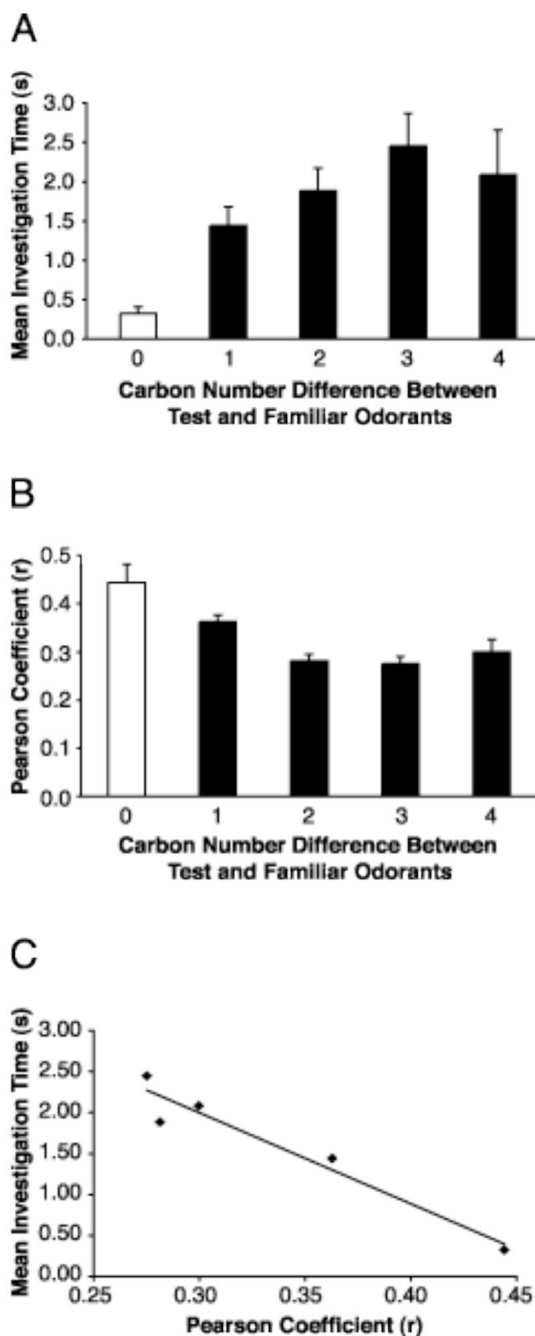 A
Mean Investigation Time (s)
3.0
2.5
2.0
1.5
1.0
0.5
0.0
0 1 2 3 4
Carbon Number Difference Between
Test and Familiar Odorants
B
Pearson Coefficient (r)
0.5
0.4
0.3
0.2
0.1
0.0
0 1 2 3 4
Carbon Number Difference Between
Test and Familiar Odorants
C
Mean Investigation Time (s)
3.00
2.50
2.00
1.50
1.00
0.50
0.00
0.25 0.30 0.35 0.40 0.45
Pearson Coefficient (r)